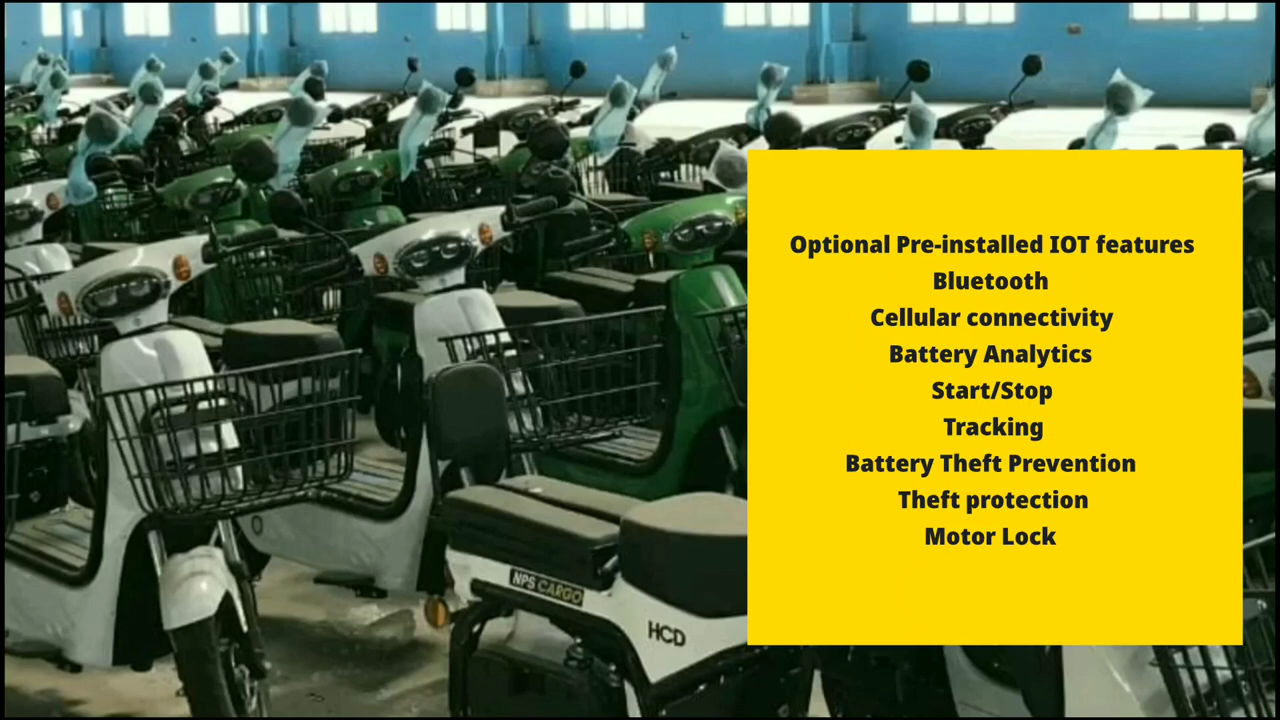 Optional Pre-installed IOT features
Bluetooth
Cellular connectivity
Battery Analytics
Start/Stop
Tracking
Battery Theft Prevention
Theft protection
Motor Lock
NPS CARGO
HCD